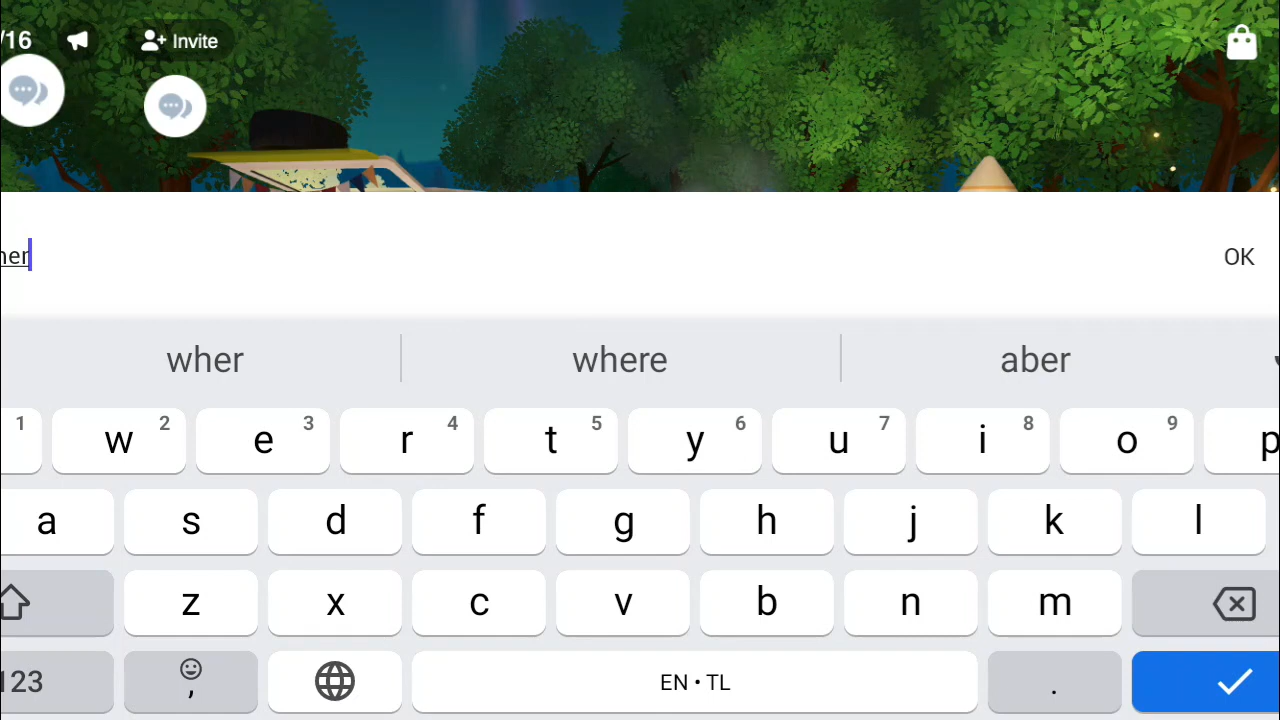 /16 Invite
her OK
wher where aber
1 w 2 e 3 r 4 t 5 y 6 u 7 i 8 o 9 p
a s d f g h j k l
z x c v b n m
123 , EN • TL .